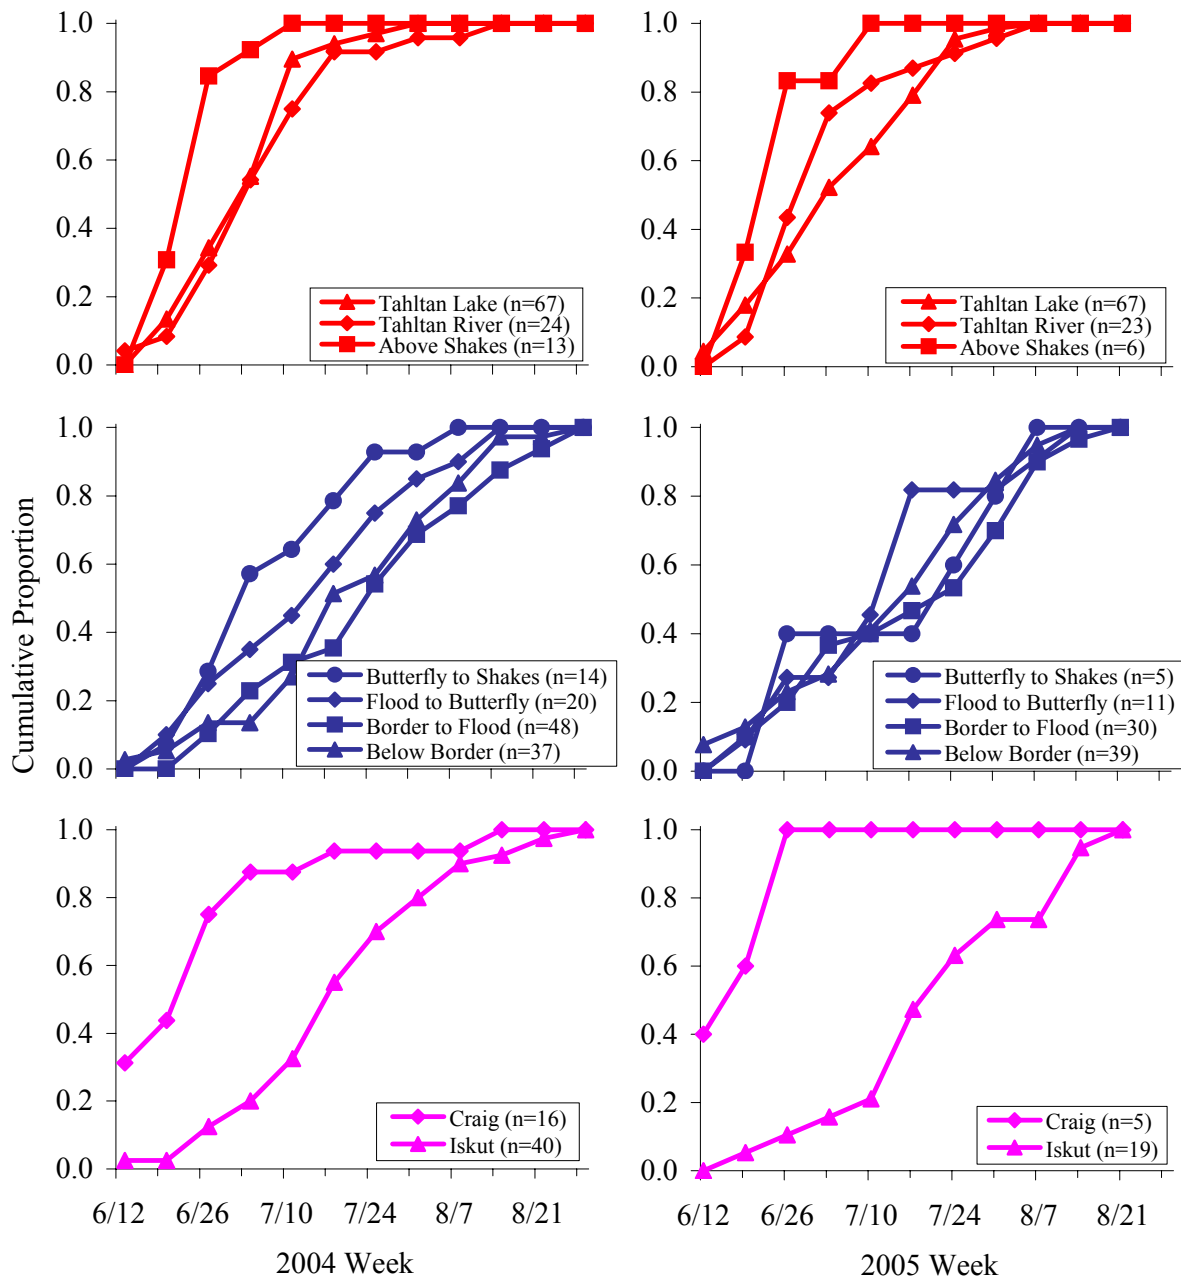 1.0
0.8
0.6
0.4
0.2
0.0
Tahltan Lake (n=67)
Tahltan River (n=24)
Above Shakes (n=13)
1.0
0.8
0.6
0.4
0.2
0.0
Tahltan Lake (n=67)
Tahltan River (n=23)
Above Shakes (n=6)
Cumulative Proportion
1.0
0.8
0.6
0.4
0.2
0.0
Butterfly to Shakes (n=14)
Flood to Butterfly (n=20)
Border to Flood (n=48)
Below Border (n=37)
1.0
0.8
0.6
0.4
0.2
0.0
Butterfly to Shakes (n=5)
Flood to Butterfly (n=11)
Border to Flood (n=30)
Below Border (n=39)
1.0
0.8
0.6
0.4
0.2
0.0
Craig (n=16)
Iskut (n=40)
6/12 6/26 7/10 7/24 8/7 8/21
2004 Week
1.0
0.8
0.6
0.4
0.2
0.0
Craig (n=5)
Iskut (n=19)
6/12 6/26 7/10 7/24 8/7 8/21
2005 Week